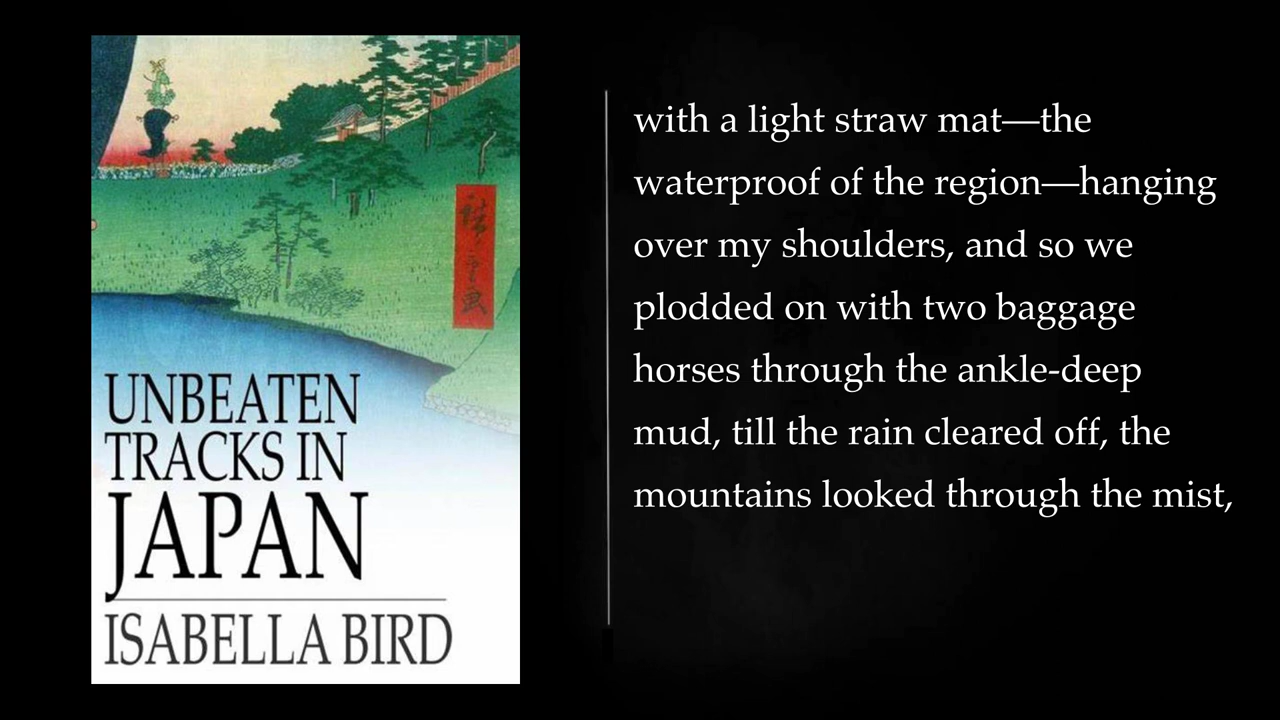 UNBEATEN
TRACKS IN
JAPAN
ISABELLA BIRD
with a light straw mat—the
waterproof of the region—hanging
over my shoulders, and so we
plodded on with two baggage
horses through the ankle-deep
mud, till the rain cleared off, the
mountains looked through the mist,